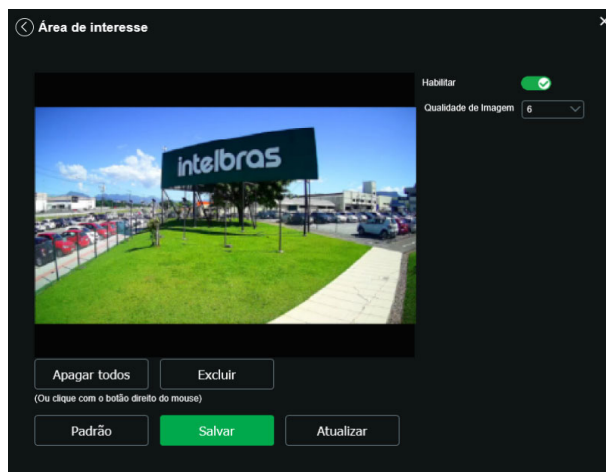 Área de interesse
Habilitar
Qualidade de Imagem 6
intelbras
Apagar todos Excluir
(Ou clique com o botão direito do mouse)
Padrão Salvar Atualizar